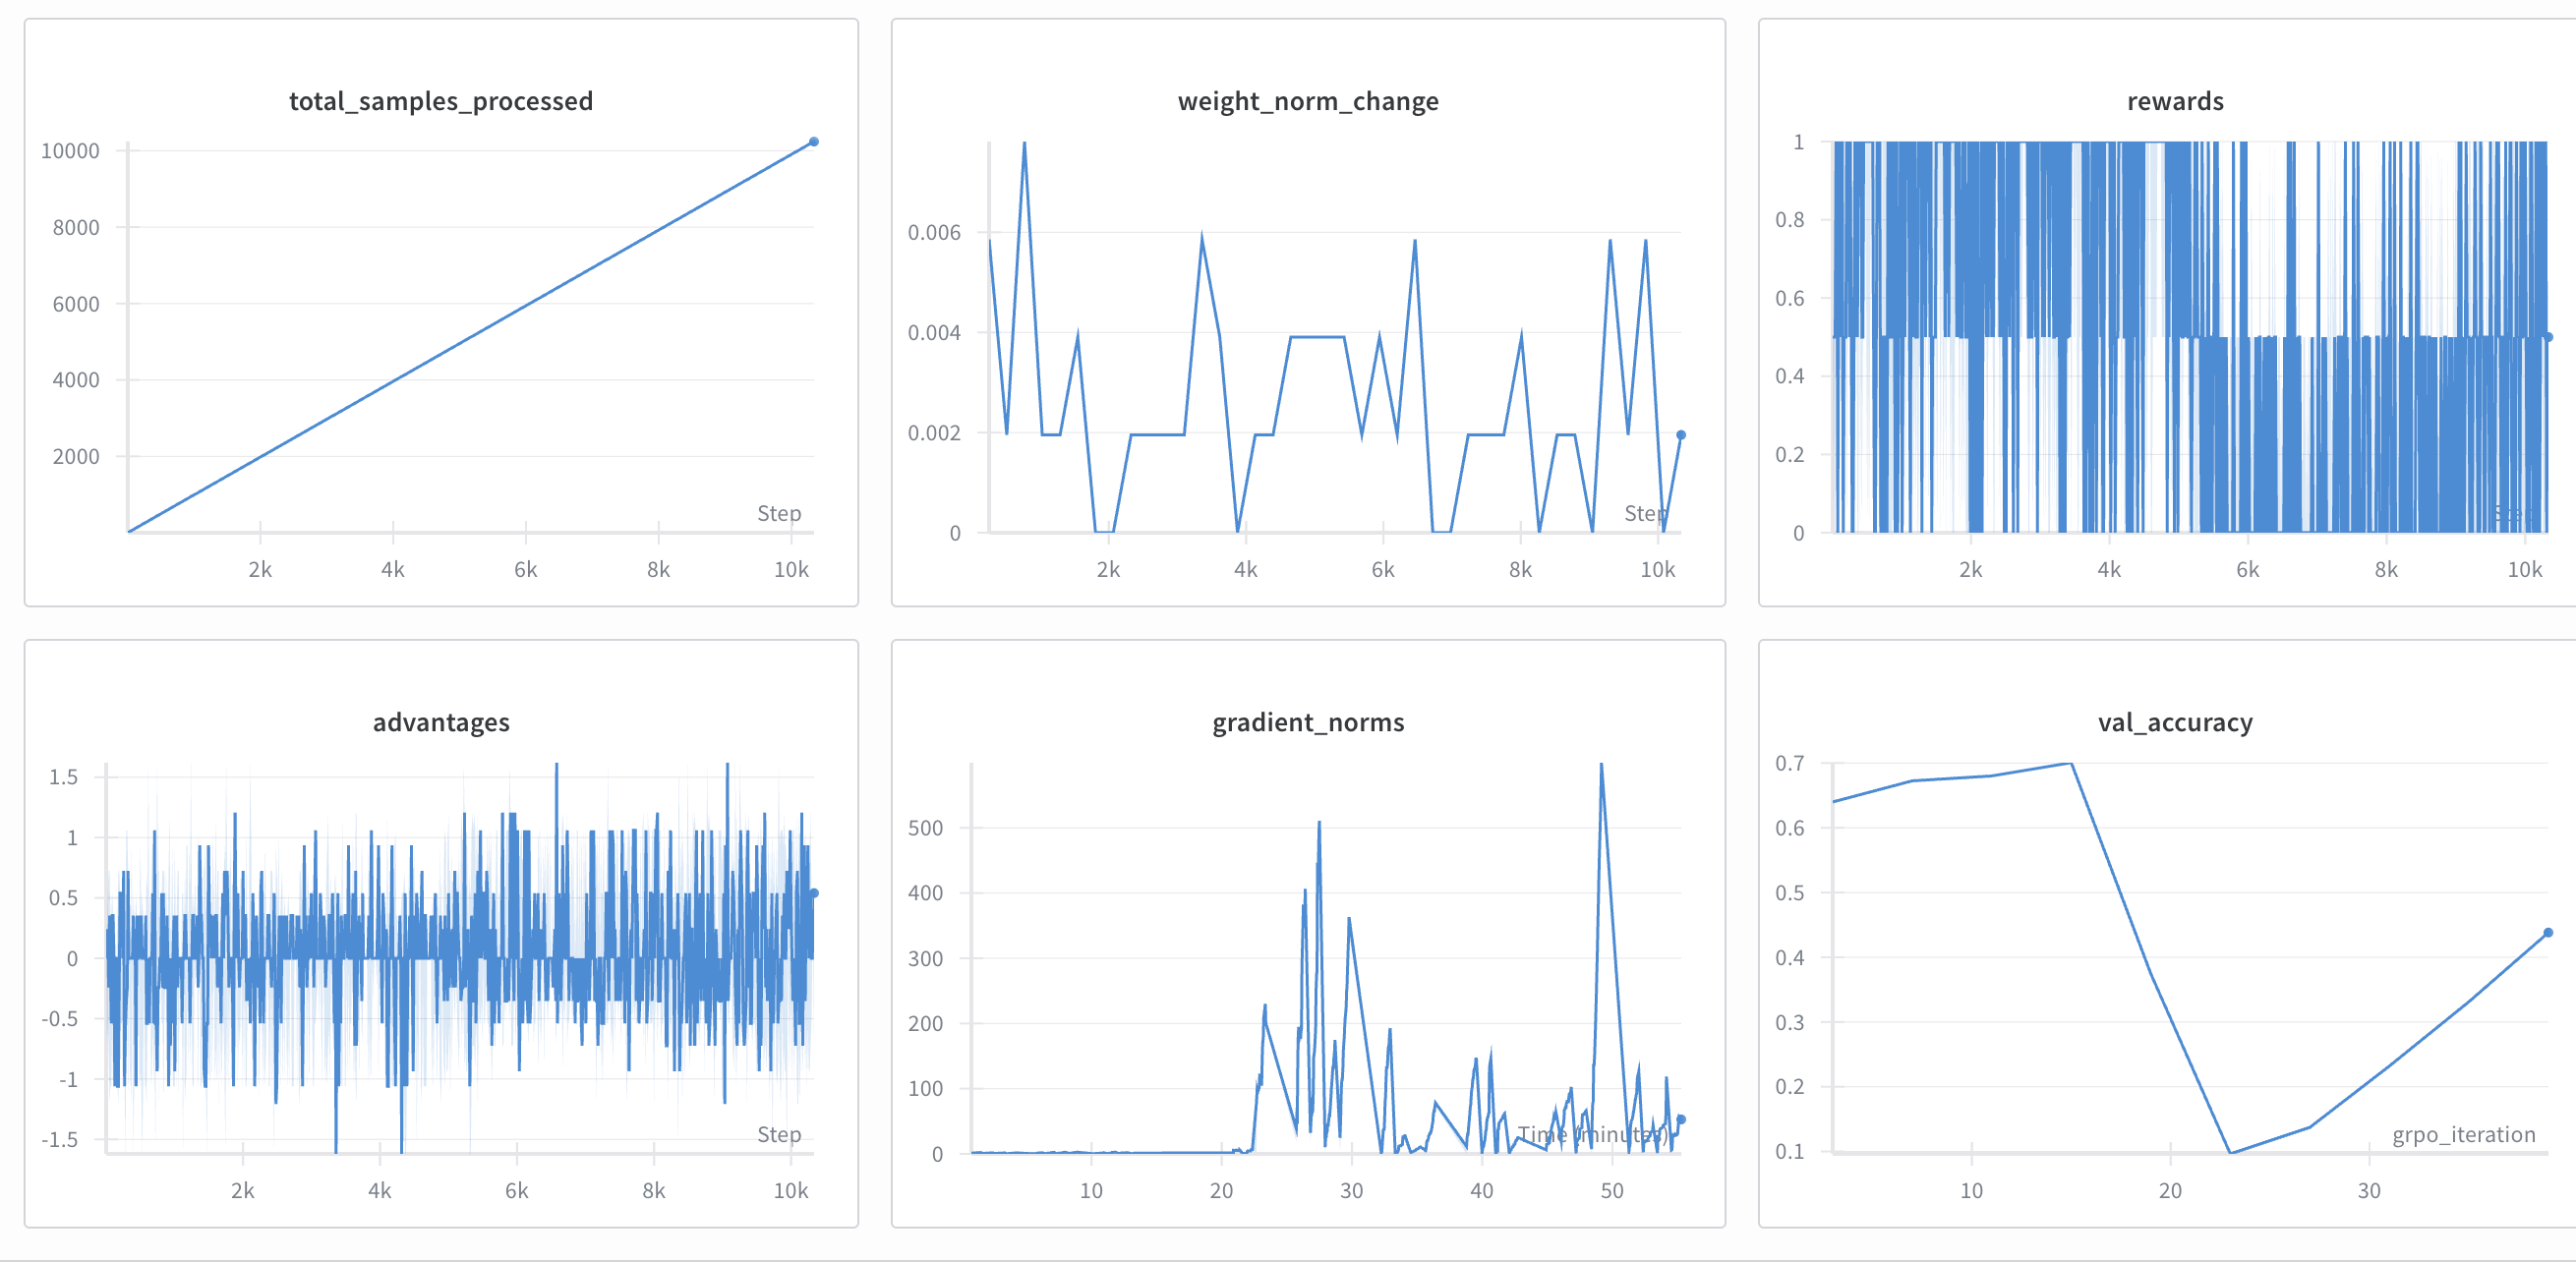 total_samples_processed
10000
8000
6000
4000
2000
Step
2k 4k 6k 8k 10k
weight_norm_change
0.006
0.004
0.002
0
Step
2k 4k 6k 8k 10k
rewards
1
0.8
0.6
0.4
0.2
0
Step
2k 4k 6k 8k 10k
advantages
1.5
1
0.5
0
-0.5
-1
-1.5
Step
2k 4k 6k 8k 10k
gradient_norms
500
400
300
200
100
0
Time (minutes)
10 20 30 40 50
val_accuracy
0.7
0.6
0.5
0.4
0.3
0.2
0.1
grpo_iteration
10 20 30